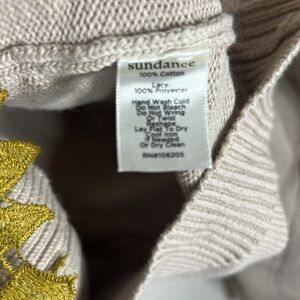 sundance
100% Cotton
Lace:
100% Polyester
Hand Wash Cold
Do Not Bleach
Do Not Wring
Or Twist
Reshape
Lay Flat To Dry
Cool Iron
If Needed
Or Dry Clean
RN#106205